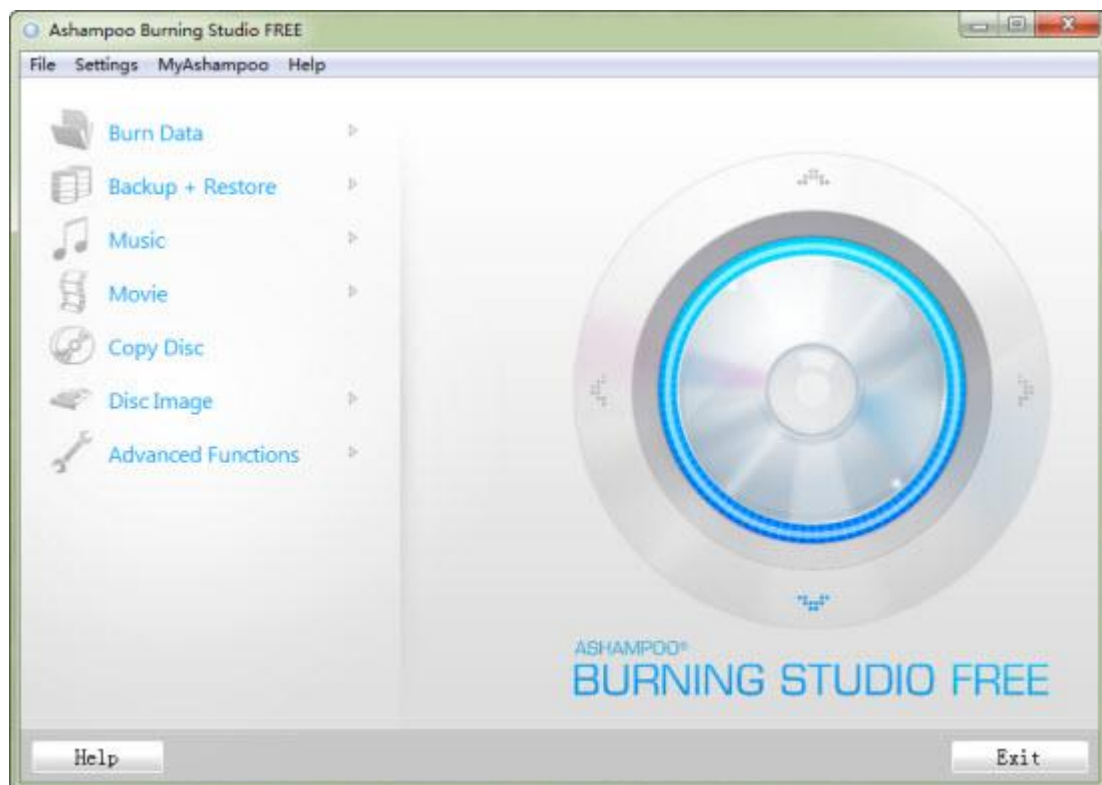 Ashampoo Burning Studio FREE
File Settings MyAshampoo Help
Burn Data
Backup + Restore
Music
Movie
Copy Disc
Disc Image
Advanced Functions
ASHAMPOO®
BURNING STUDIO FREE
Help Exit